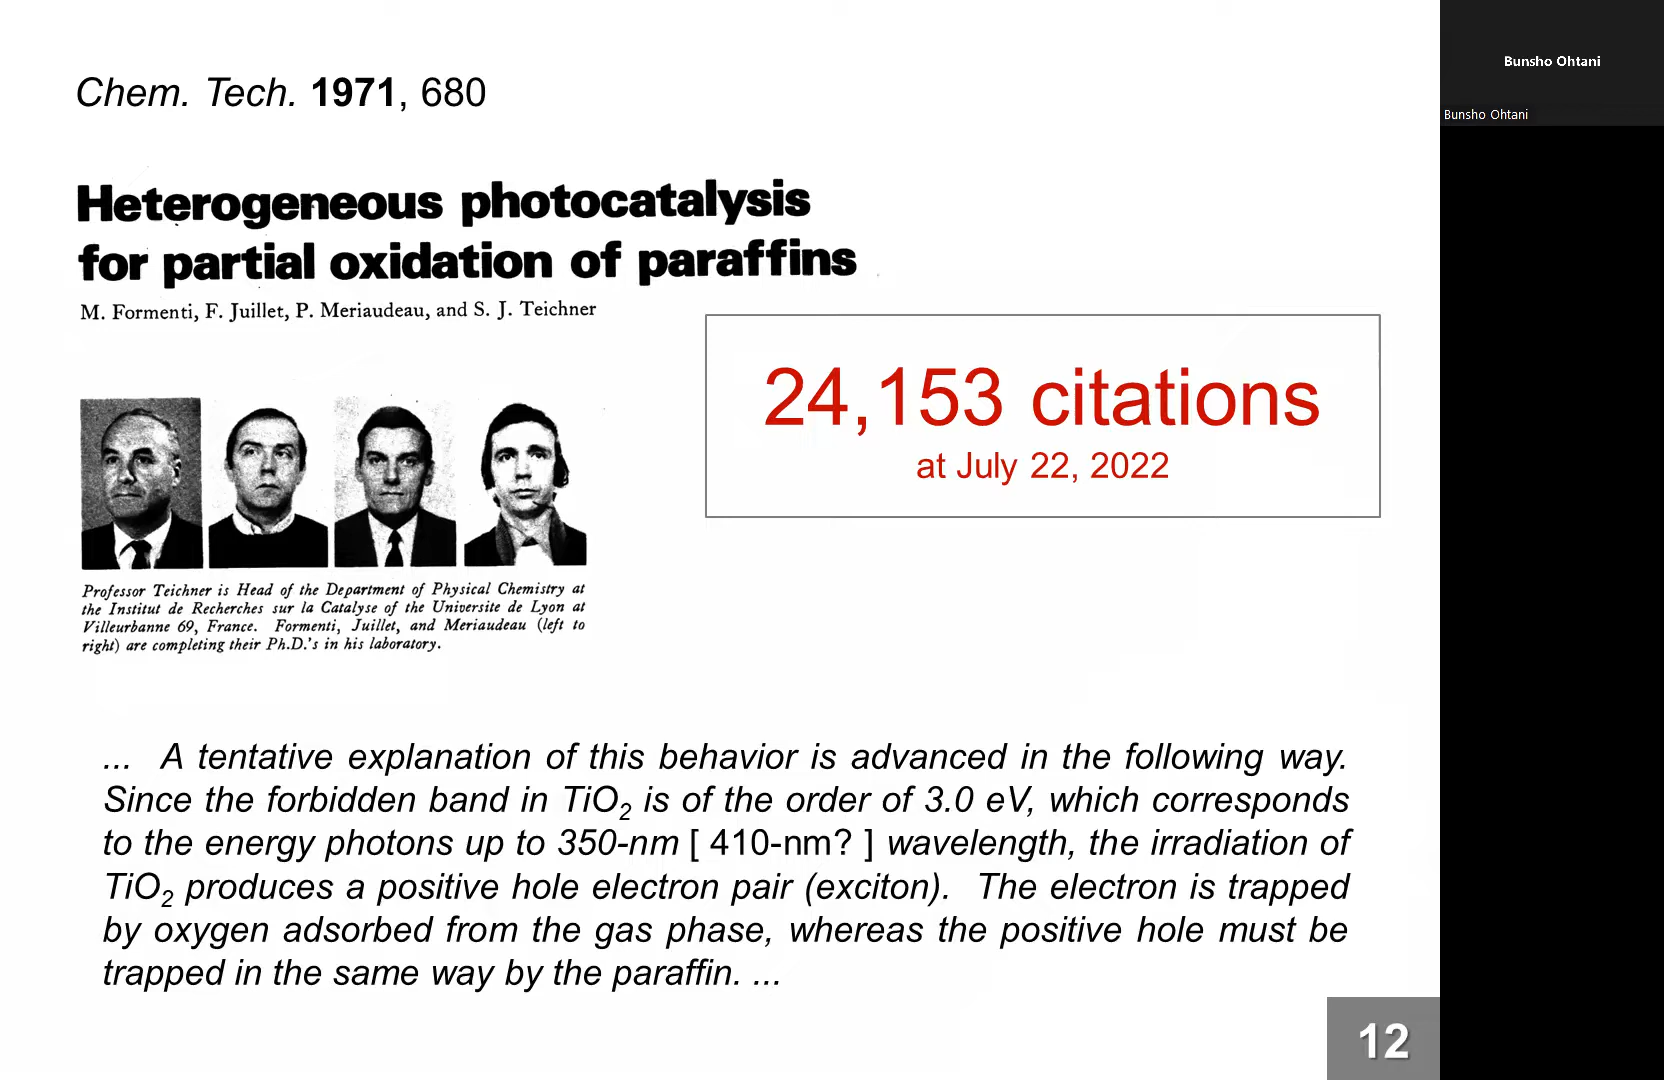 Chem. Tech. 1971, 680
Heterogeneous photocatalysis
for partial oxidation of paraffins
M. Formenti, F. Juillet, P. Meriaudeau, and S. J. Teichner
24,153 citations
at July 22, 2022
Professor Teichner is Head of the Department of Physical Chemistry at
the Institut de Recherches sur la Catalyse of the Universite de Lyon at
Villeurbanne 69, France. Formenti, Juillet, and Meriaudeau (left to
right) are completing their Ph.D.'s in his laboratory.
... A tentative explanation of this behavior is advanced in the following way.
Since the forbidden band in TiO2 is of the order of 3.0 eV, which corresponds
to the energy photons up to 350-nm [ 410-nm? ] wavelength, the irradiation of
TiO2 produces a positive hole electron pair (exciton). The electron is trapped
by oxygen adsorbed from the gas phase, whereas the positive hole must be
trapped in the same way by the paraffin. ...
12
Bunsho Ohtani
Bunsho Ohtani